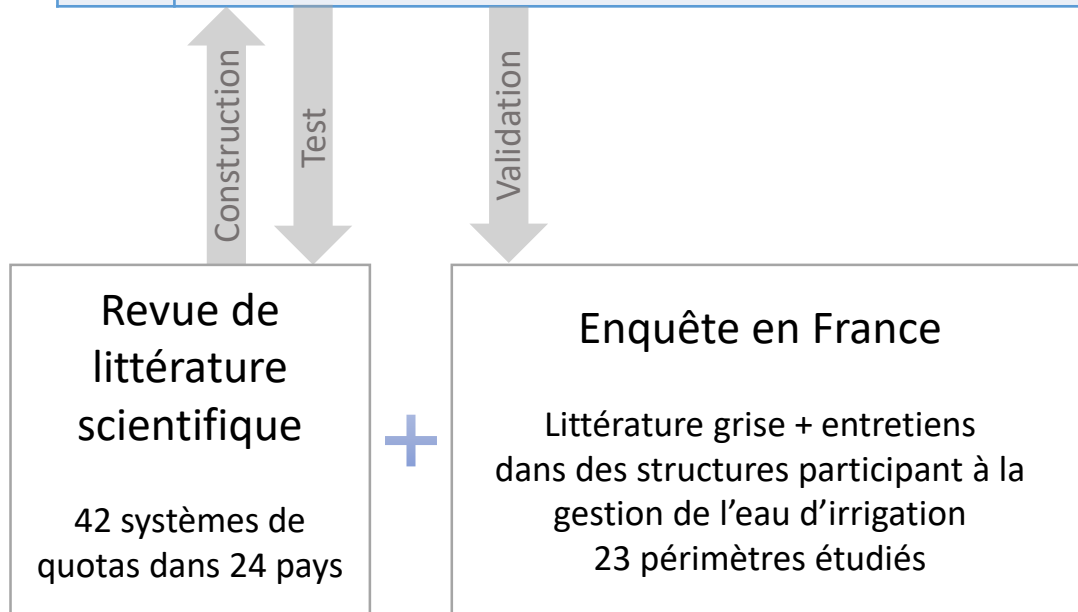 Construction
Test
Validation
Revue de
littérature
scientifique
42 systèmes de
quotas dans 24 pays
+
Enquête en France
Littérature grise + entretiens
dans des structures participant à la
gestion de l’eau d’irrigation
23 périmètres étudiés